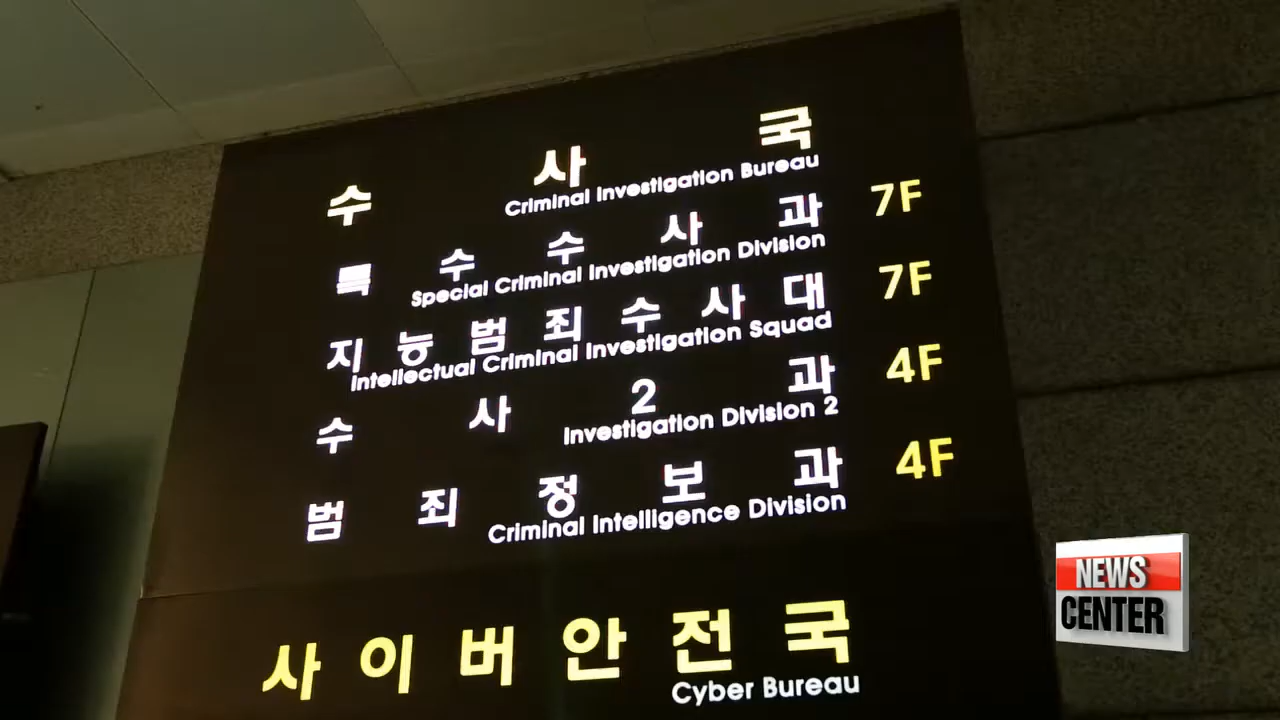 수사국
Criminal Investigation Bureau
특수수사과 7F
Special Criminal Investigation Division
지능범죄수사대 7F
Intellectual Criminal Investigation Squad
수사2과 4F
Investigation Division 2
범죄정보과 4F
Criminal Intelligence Division
사이버안전국
Cyber Bureau
NEWS
CENTER